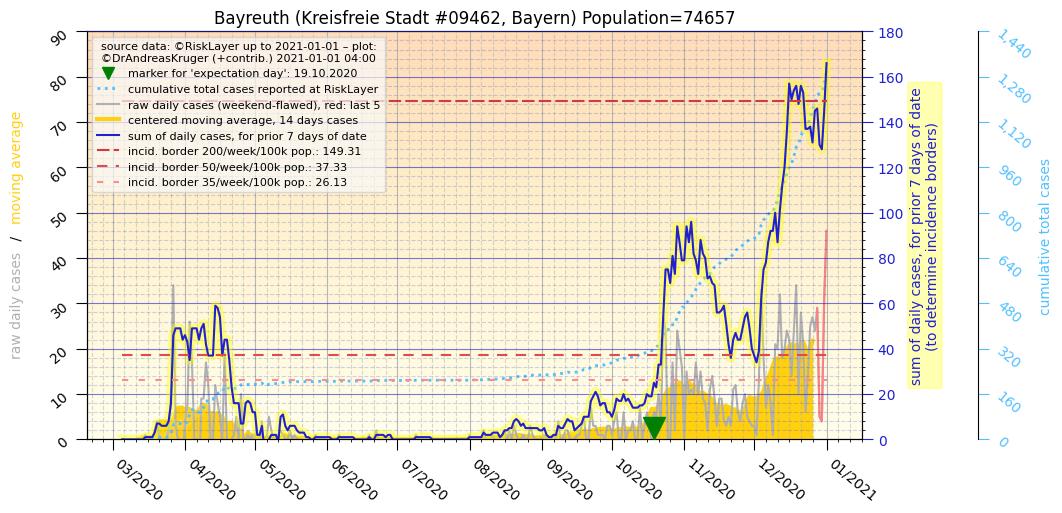 Bayreuth (Kreisfreie Stadt #09462, Bayern) Population=74657
source data: ©RiskLayer up to 2021-01-01 – plot:
©DrAndreasKruger (+contrib.) 2021-01-01 04:00
marker for 'expectation day': 19.10.2020
cumulative total cases reported at RiskLayer
raw daily cases (weekend-flawed), red: last 5
centered moving average, 14 days cases
sum of daily cases, for prior 7 days of date
incid. border 200/week/100k pop.: 149.31
incid. border 50/week/100k pop.: 37.33
incid. border 35/week/100k pop.: 26.13
raw daily cases / moving average
90
80
70
60
50
40
30
20
10
0
03/2020
04/2020
05/2020
06/2020
07/2020
08/2020
09/2020
10/2020
11/2020
12/2020
01/2021
180
160
140
120
100
80
60
40
20
0
sum of daily cases, for prior 7 days of date
(to determine incidence borders)
1,440
1,280
1,120
960
800
640
480
320
160
0
cumulative total cases